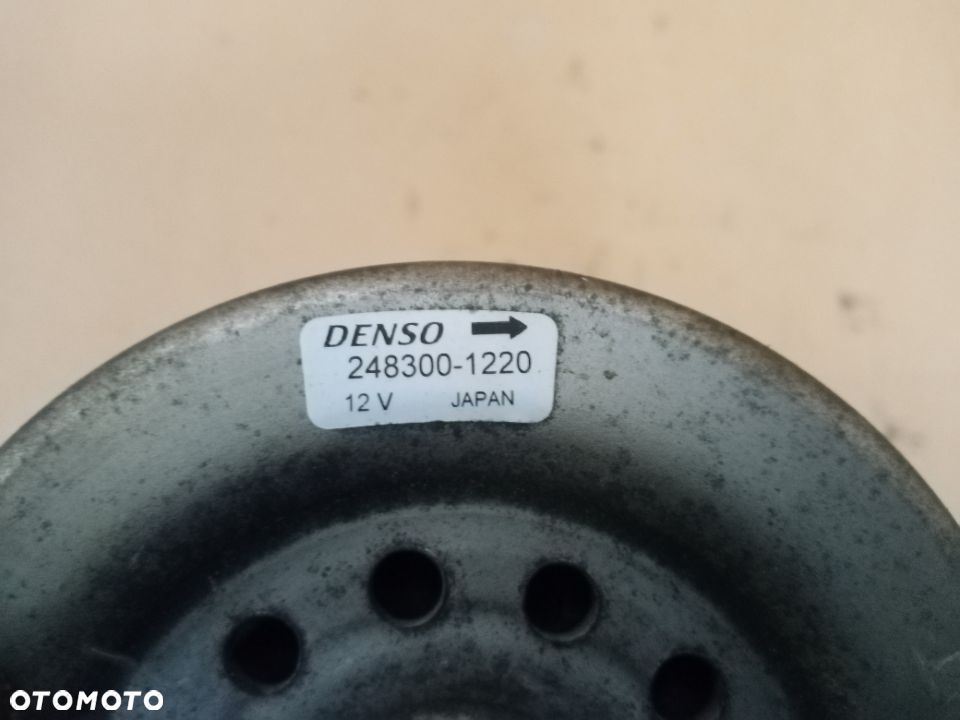 DENSO
248300-1220
12 V JAPAN
OTOMOTO